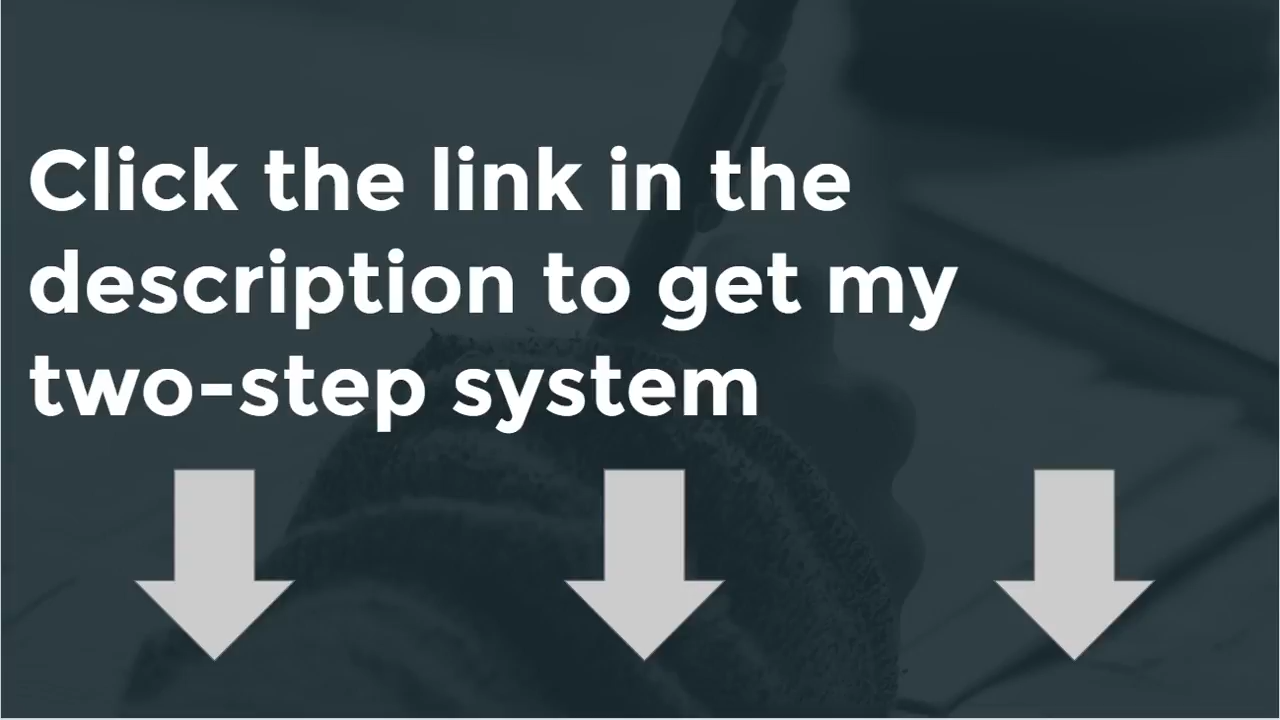 Click the link in the
description to get my
two-step system